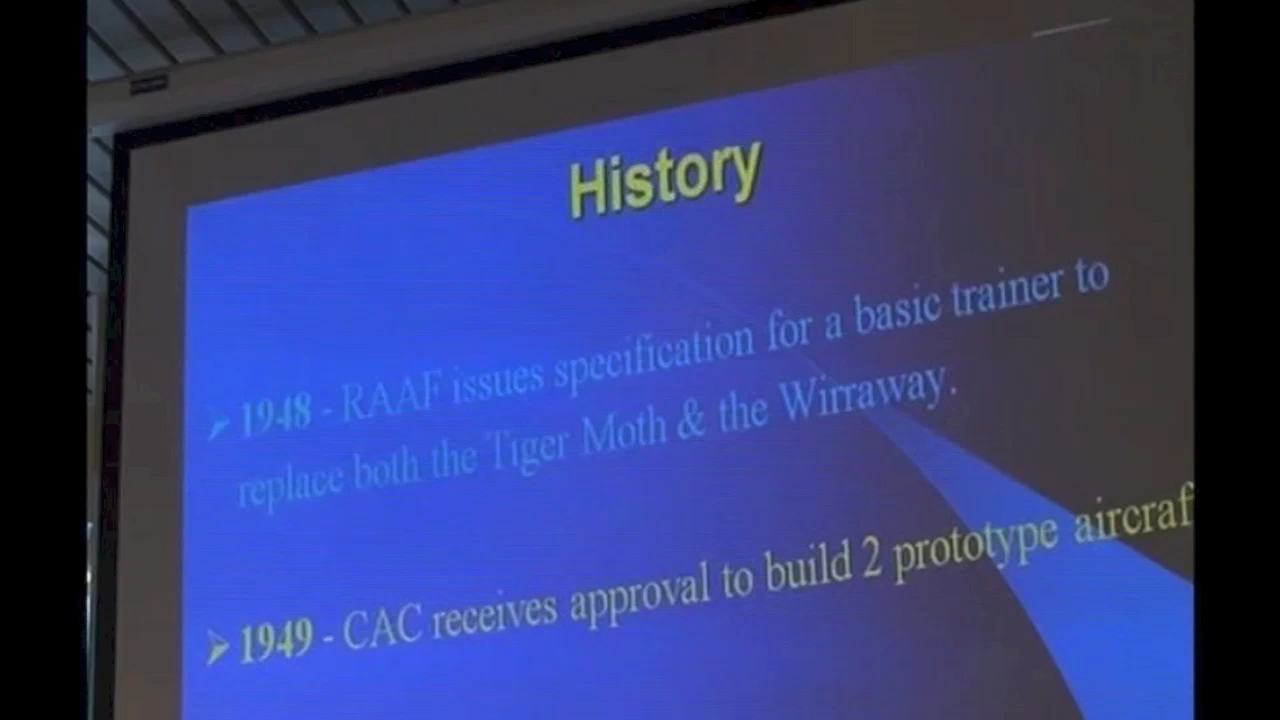 History
➢ 1948 - RAAF issues specification for a basic trainer to
replace both the Tiger Moth & the Wirraway.
➢ 1949 - CAC receives approval to build 2 prototype aircraf